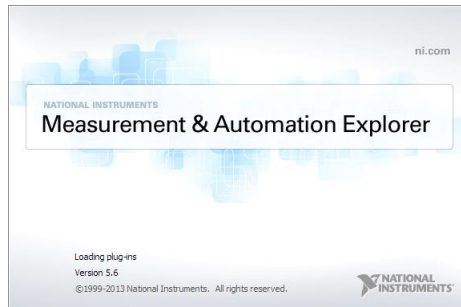 ni.com
NATIONAL INSTRUMENTS
Measurement & Automation Explorer
Loading plug-ins
Version 5.6
©1999-2013 National Instruments. All rights reserved.
NATIONAL
INSTRUMENTS